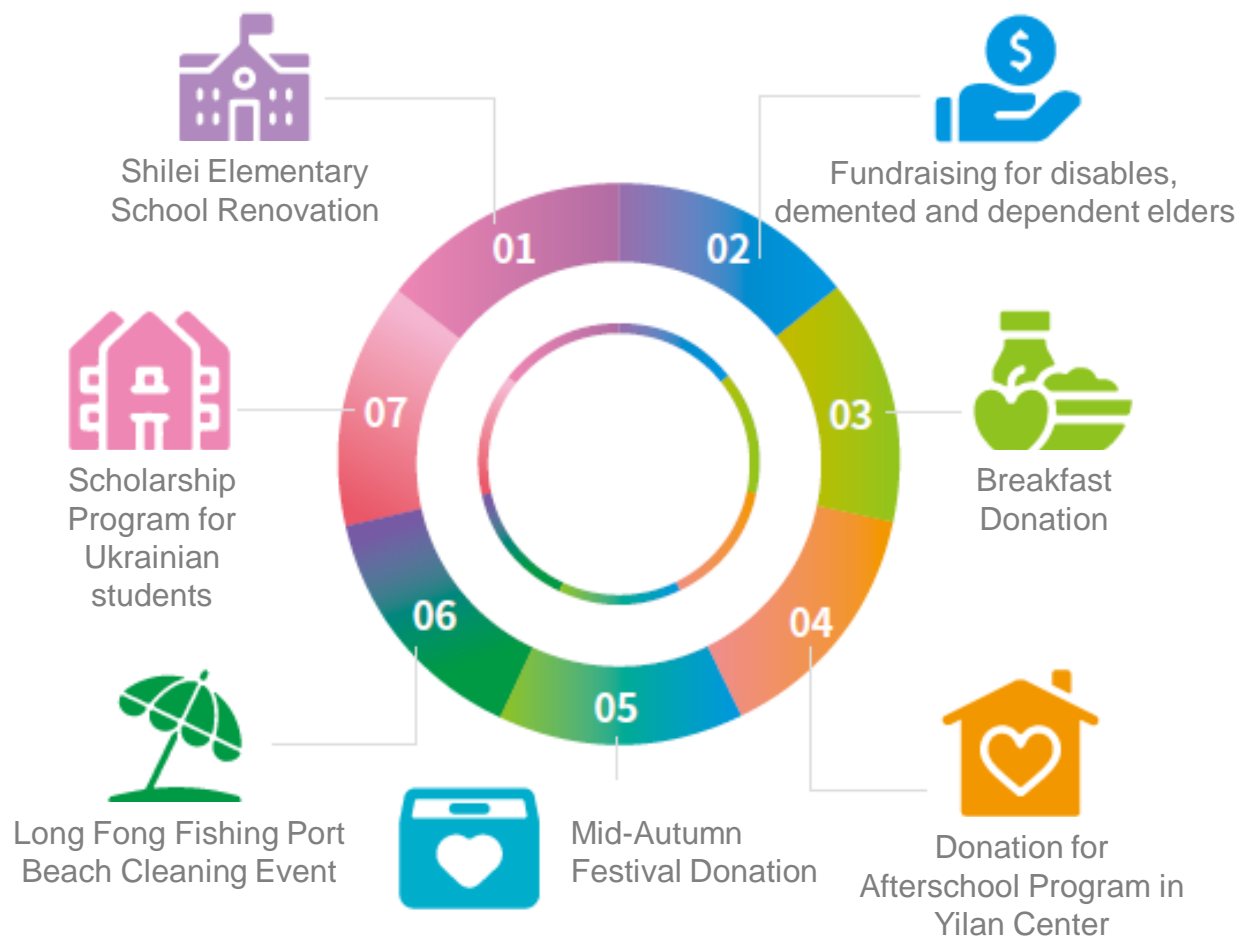 Shilei Elementary
School Renovation
01
$
Fundraising for disables,
demented and dependent elders
02
Breakfast
Donation
03
Donation for
Afterschool Program in
Yilan Center
04
Mid-Autumn
Festival Donation
05
Long Fong Fishing Port
Beach Cleaning Event
06
Scholarship
Program for
Ukrainian
students
07